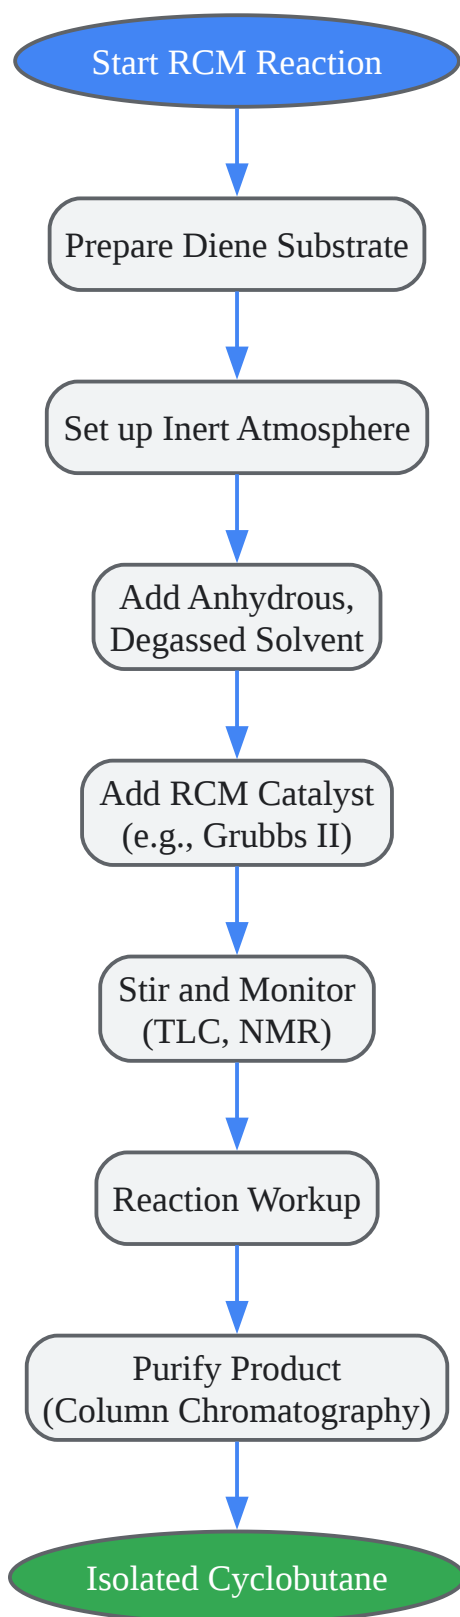 Start RCM Reaction
Prepare Diene Substrate
Set up Inert Atmosphere
Add Anhydrous,
Degassed Solvent
Add RCM Catalyst
(e.g., Grubbs II)
Stir and Monitor
(TLC, NMR)
Reaction Workup
Purify Product
(Column Chromatography)
Isolated Cyclobutane